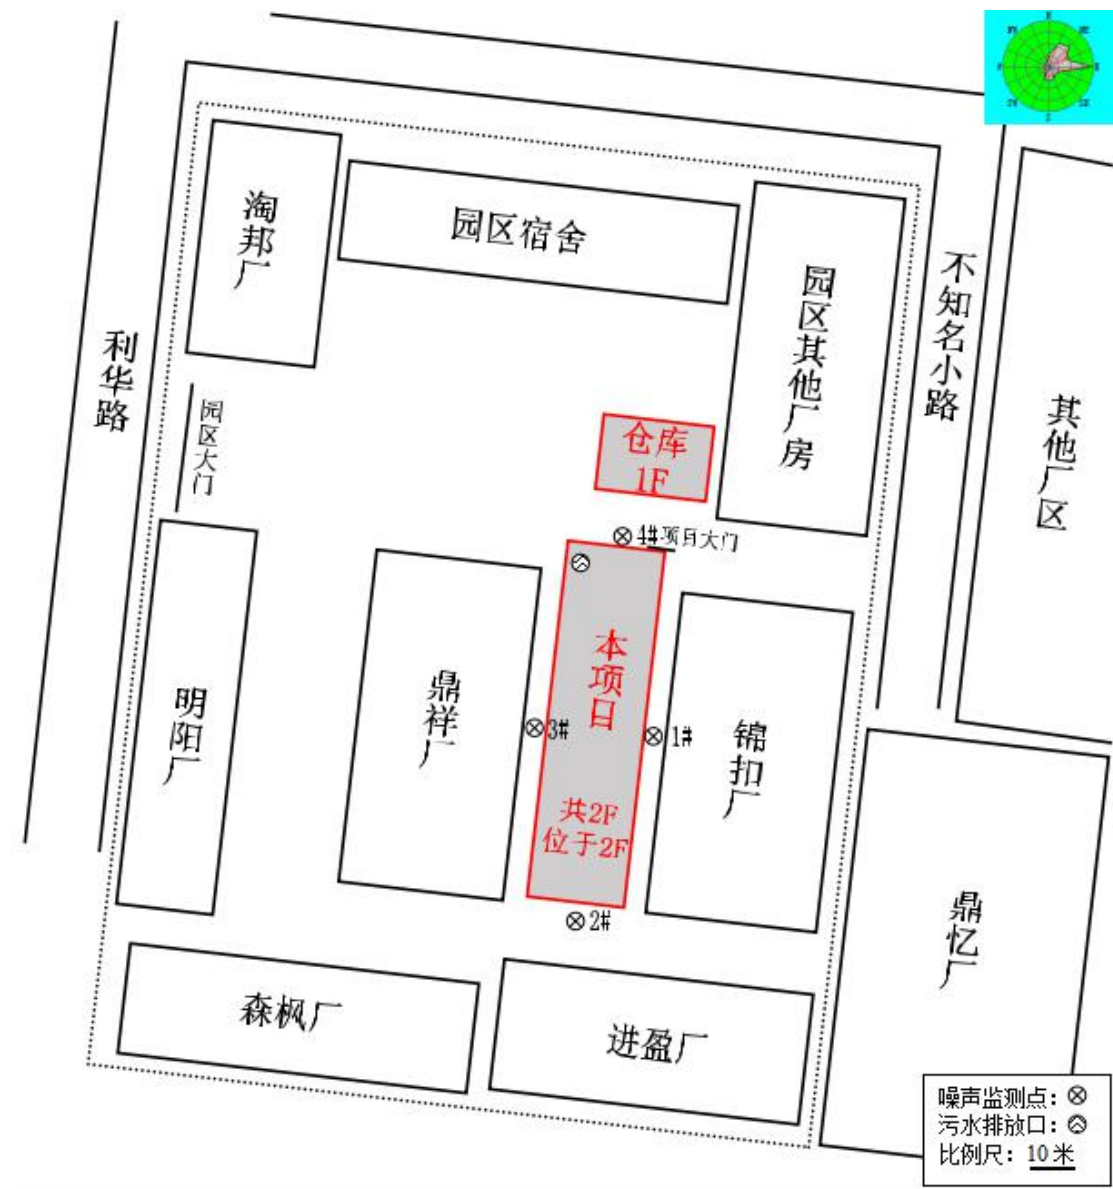 N
NE
E
SE
S
SW
淘邦厂
园区宿舍
园区其他厂房
不知名小路
利华路
园区大门
仓库
1F
其他厂区
4#项目大门
本项目
共2F
位于2F
明阳厂
鼎祥厂
3#
1#
锦扣厂
2#
鼎忆厂
森枫厂
进盈厂
噪声监测点：
污水排放口：
比例尺：10米